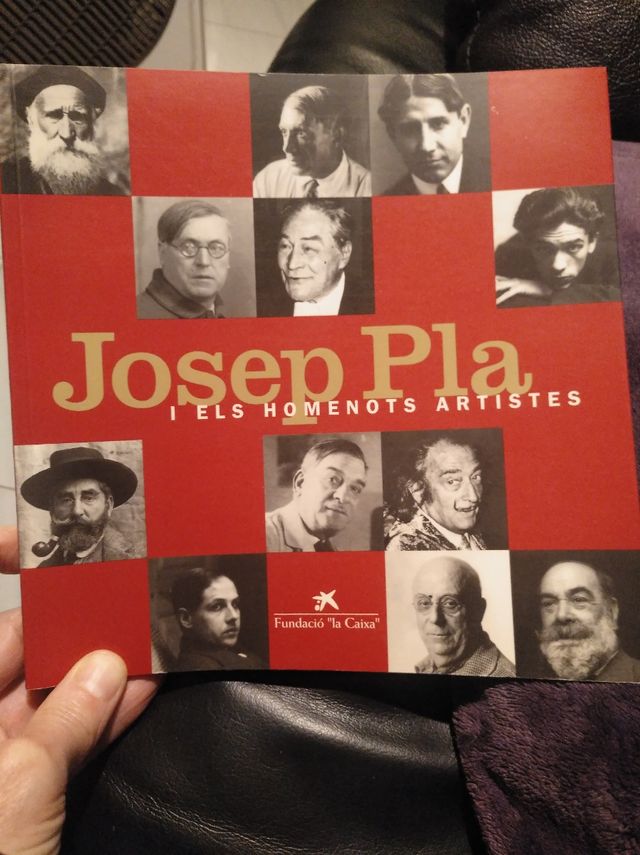 Josep Pla
I ELS HOMENOTS ARTISTES
Fundació "la Caixa"